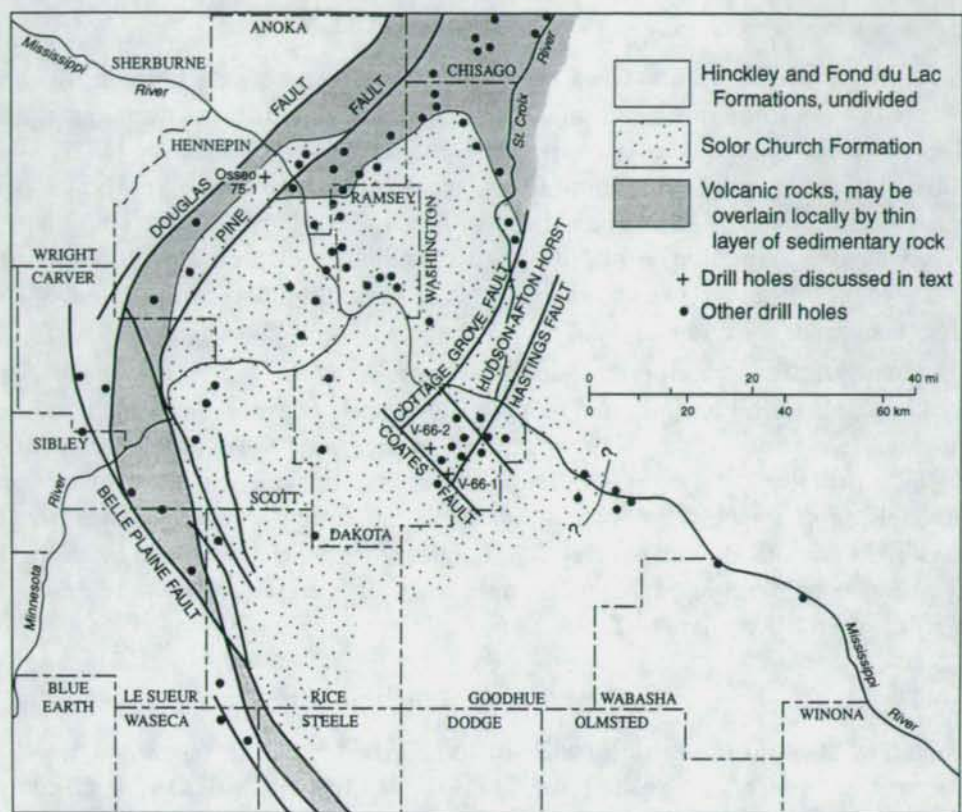 ANOKA
Mississippi
SHERBURNE
River
FAULT
CHISAGO
River
St. Croix
FAULT
HENNEPIN
Osseo
75-1
DOUGLAS
PINE
RAMSEY
WASHINGTON
WRIGHT
CARVER
COTTAGE GROVE FAULT
HUDSON-AFTON HORST
HASTINGS FAULT
V-66-2
COATES FAULT
V-66-1
SIBLEY
River
SCOTT
DAKOTA
BELLE PLAINE FAULT
Minnesota
?
?
Mississippi
River
BLUE
EARTH
LE SUEUR
WASECA
RICE
STEELE
GOODHUE
DODGE
WABASHA
OLMSTED
WINONA
Hinckley and Fond du Lac
Formations, undivided
Solor Church Formation
Volcanic rocks, may be
overlain locally by thin
layer of sedimentary rock
+ Drill holes discussed in text
• Other drill holes
0 20 40 mi
0 20 40 60 km